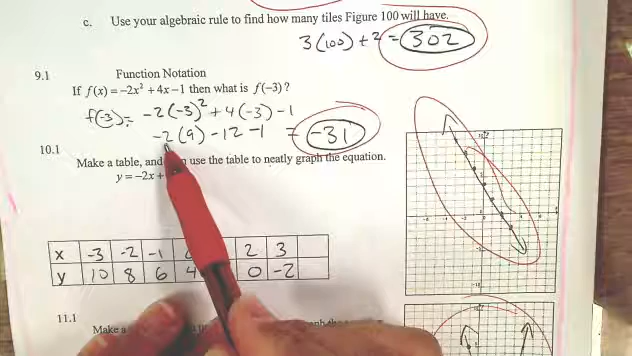 c. Use your algebraic rule to find how many tiles Figure 100 will have.
3(100) + 2 = 302
9.1 Function Notation
If f(x) = −2x² + 4x − 1 then what is f(−3)?
f(-3) = -2(-3)² + 4(-3) - 1
-2(9) - 12 - 1 = -31
10.1
Make a table, and use the table to neatly graph the equation.
y = −2x +
x -3 -2 -1 2 3
y 10 8 6 4 0 -2
11.1
Make a